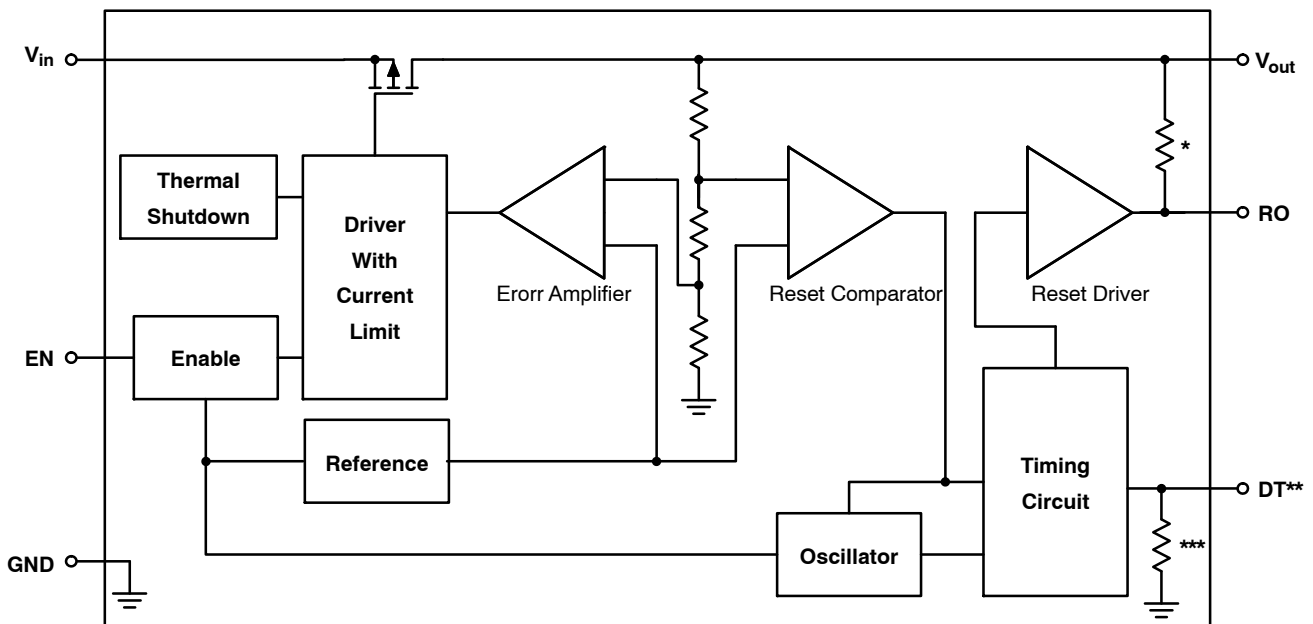 Vin
Vout
*
Thermal
Shutdown
Driver
With
Current
Limit
Erorr Amplifier
Reset Comparator
Reset Driver
RO
EN
Enable
Reference
Timing
Circuit
DT**
***
Oscillator
GND